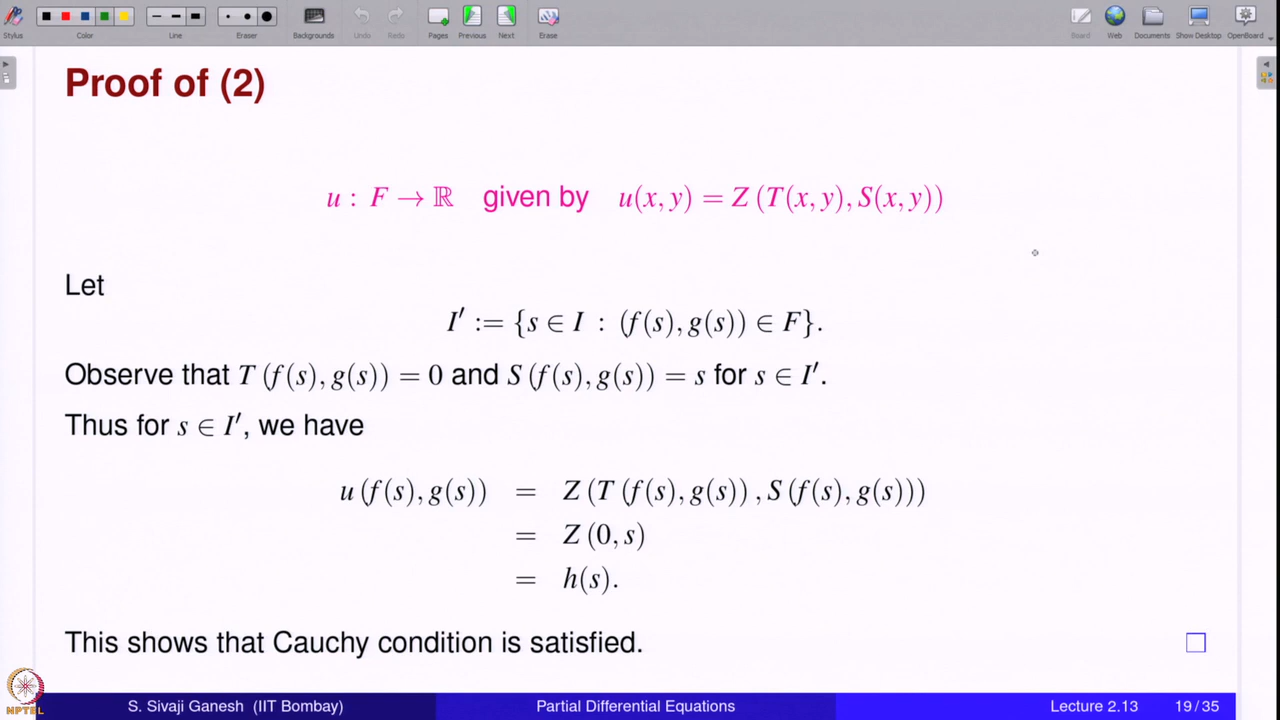 Stylus Color Line Eraser Backgrounds Undo Redo Pages Previous Next Erase Board Web Documents Show Desktop OpenBoard
Proof of (2)
u : F → ℝ given by u(x, y) = Z (T(x, y), S(x, y))
Let
I′ := {s ∈ I : (f(s), g(s)) ∈ F}.
Observe that T (f(s), g(s)) = 0 and S (f(s), g(s)) = s for s ∈ I′.
Thus for s ∈ I′, we have
u (f(s), g(s)) = Z (T (f(s), g(s)) , S (f(s), g(s)))
= Z (0, s)
= h(s).
This shows that Cauchy condition is satisfied. □
NPTEL
S. Sivaji Ganesh (IIT Bombay) Partial Differential Equations Lecture 2.13 19 / 35